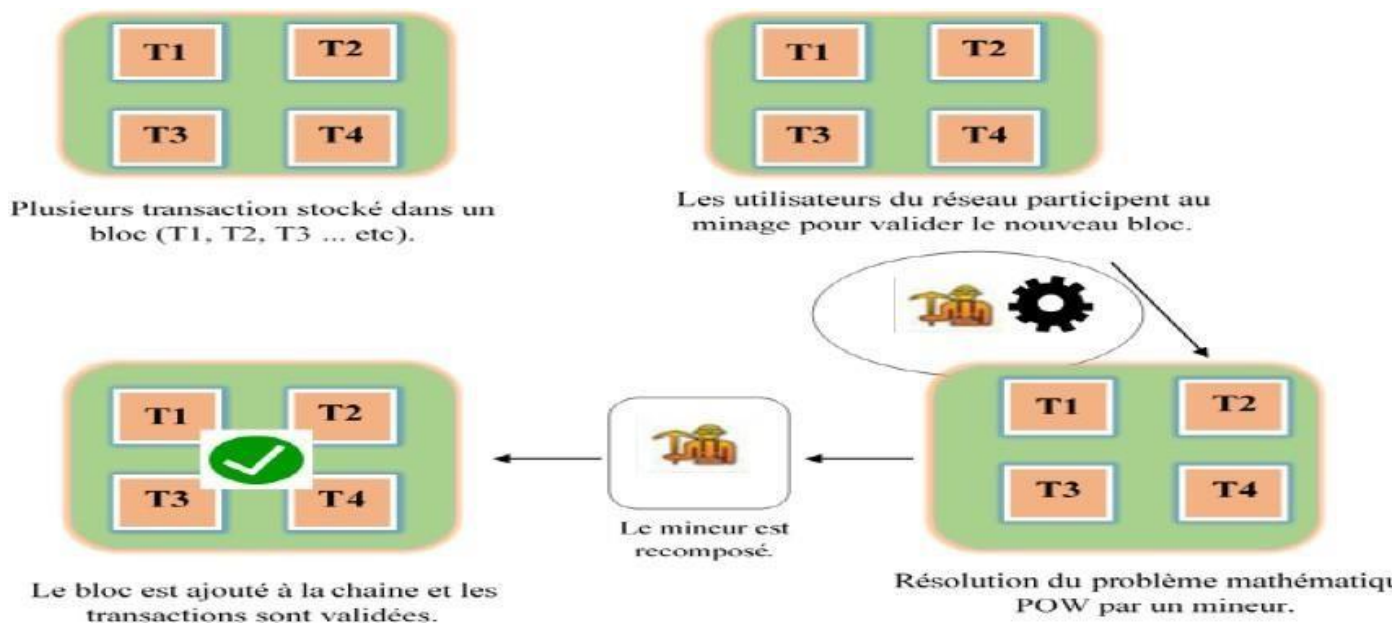 T1 T2
T3 T4
Plusieurs transaction stocké dans un
bloc (T1, T2, T3 ... etc).
T1 T2
T3 T4
Les utilisateurs du réseau participent au
minage pour valider le nouveau bloc.
T1 T2
T3 T4
Résolution du problème mathématiqu
POW par un mineur.
Le mineur est
recomposé.
T1 T2
T3 T4
Le bloc est ajouté à la chaine et les
transactions sont validées.